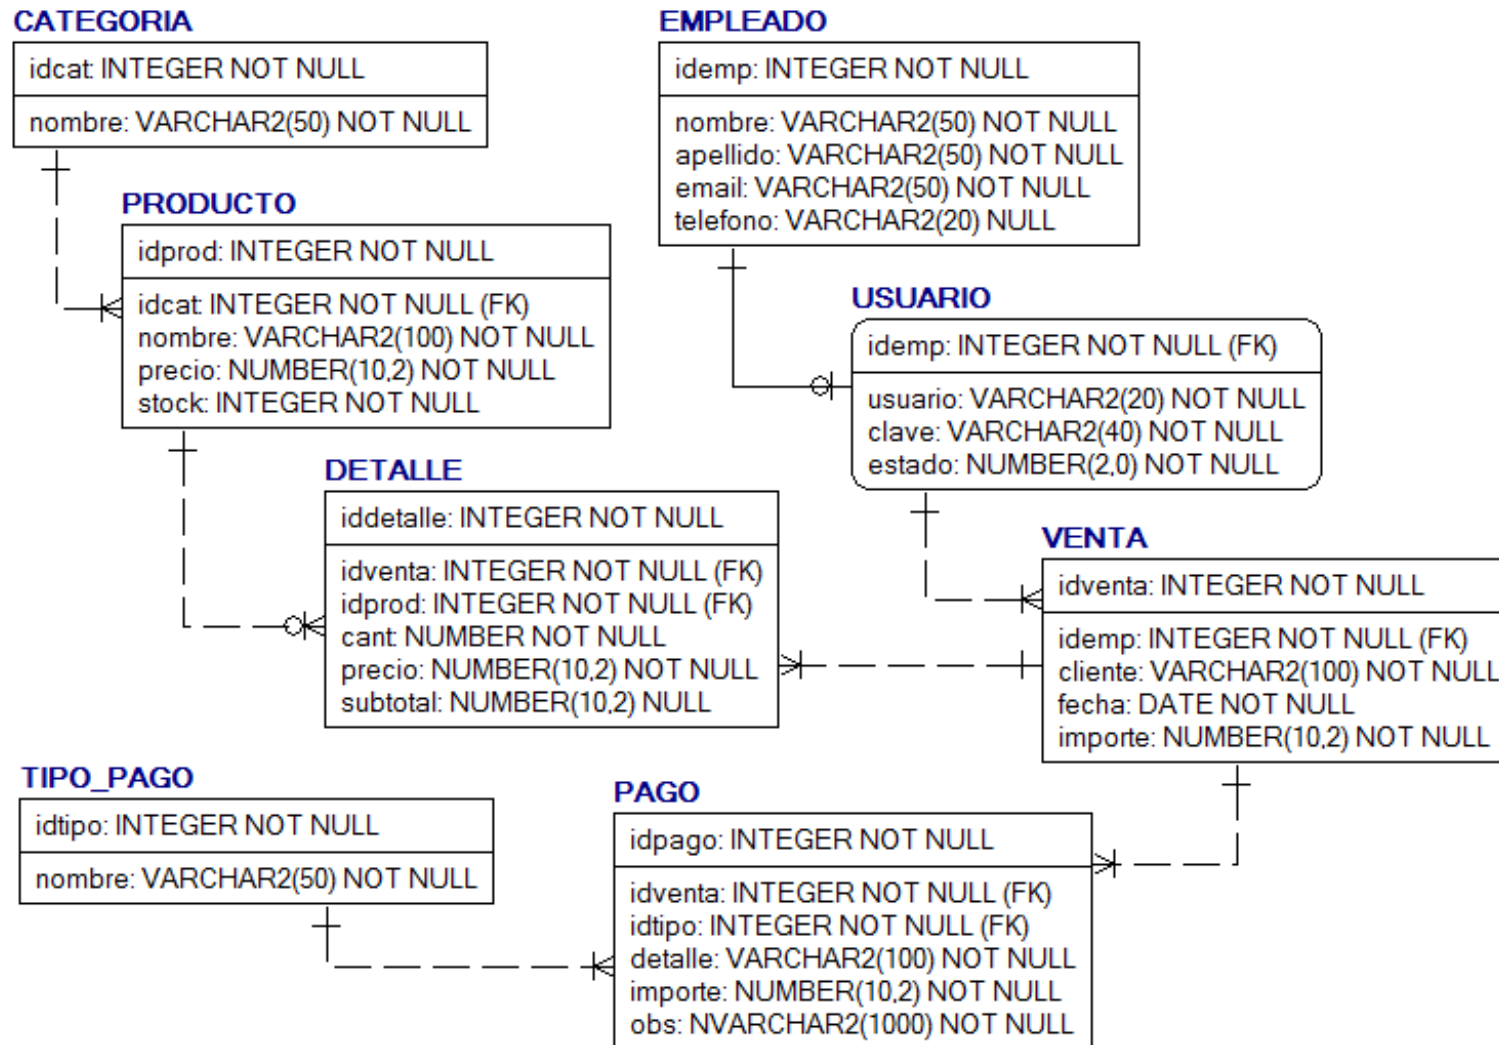 CATEGORIA
idcat: INTEGER NOT NULL
nombre: VARCHAR2(50) NOT NULL
EMPLEADO
idemp: INTEGER NOT NULL
nombre: VARCHAR2(50) NOT NULL
apellido: VARCHAR2(50) NOT NULL
email: VARCHAR2(50) NOT NULL
telefono: VARCHAR2(20) NULL
PRODUCTO
idprod: INTEGER NOT NULL
idcat: INTEGER NOT NULL (FK)
nombre: VARCHAR2(100) NOT NULL
precio: NUMBER(10,2) NOT NULL
stock: INTEGER NOT NULL
USUARIO
idemp: INTEGER NOT NULL (FK)
usuario: VARCHAR2(20) NOT NULL
clave: VARCHAR2(40) NOT NULL
estado: NUMBER(2,0) NOT NULL
DETALLE
iddetalle: INTEGER NOT NULL
idventa: INTEGER NOT NULL (FK)
idprod: INTEGER NOT NULL (FK)
cant: NUMBER NOT NULL
precio: NUMBER(10,2) NOT NULL
subtotal: NUMBER(10,2) NULL
VENTA
idventa: INTEGER NOT NULL
idemp: INTEGER NOT NULL (FK)
cliente: VARCHAR2(100) NOT NULL
fecha: DATE NOT NULL
importe: NUMBER(10,2) NOT NULL
TIPO_PAGO
idtipo: INTEGER NOT NULL
nombre: VARCHAR2(50) NOT NULL
PAGO
idpago: INTEGER NOT NULL
idventa: INTEGER NOT NULL (FK)
idtipo: INTEGER NOT NULL (FK)
detalle: VARCHAR2(100) NOT NULL
importe: NUMBER(10,2) NOT NULL
obs: NVARCHAR2(1000) NOT NULL